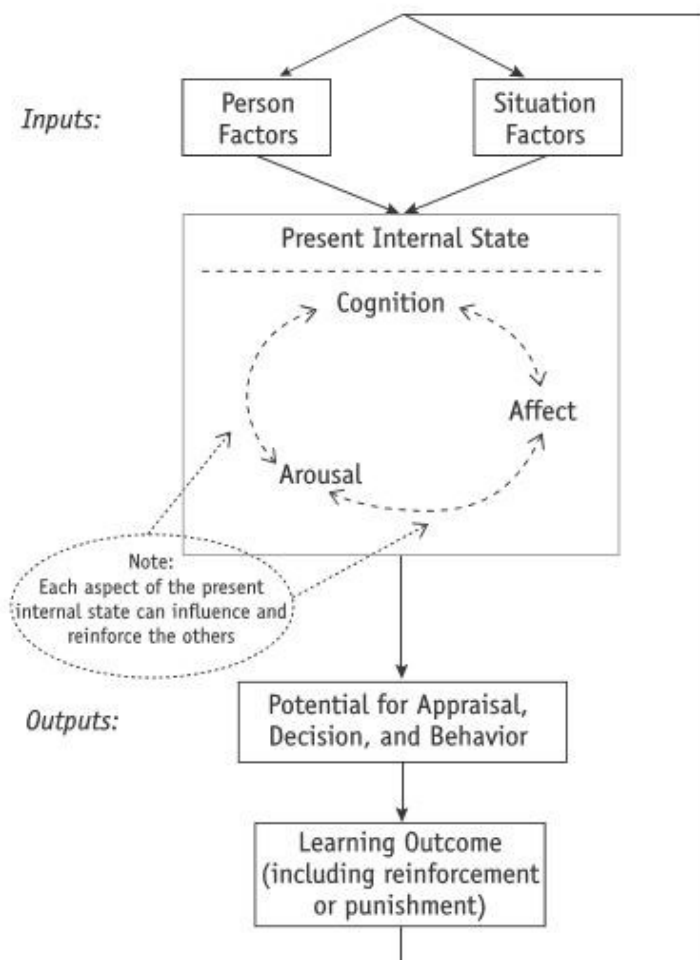 Inputs:
Person
Factors
Situation
Factors
Present Internal State
Cognition
Affect
Arousal
Note:
Each aspect of the present
internal state can influence and
reinforce the others
Outputs:
Potential for Appraisal,
Decision, and Behavior
Learning Outcome
(including reinforcement
or punishment)